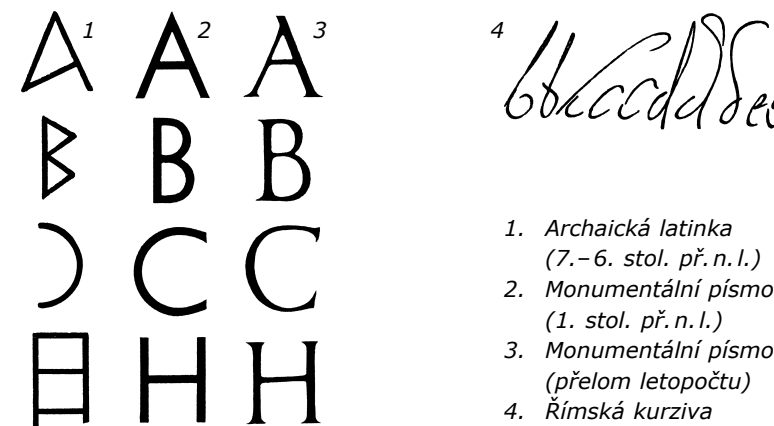 1 2 3
A A A
B B B
C C C
H H H
4
1. Archaická latinka
(7.–6. stol. př. n. l.)
2. Monumentální písmo
(1. stol. př. n. l.)
3. Monumentální písmo
(přelom letopočtu)
4. Římská kurziva